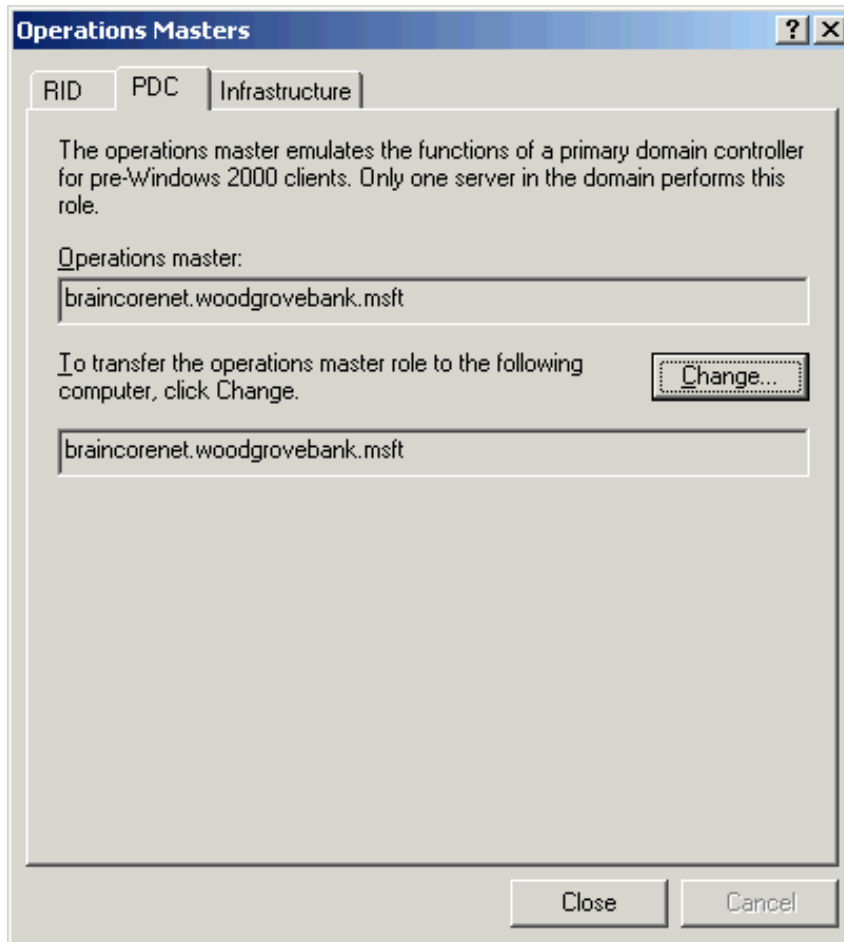 Operations Masters
RID PDC Infrastructure
The operations master emulates the functions of a primary domain controller
for pre-Windows 2000 clients. Only one server in the domain performs this
role.
Operations master:
braincorenet.woodgrovebank.msft
To transfer the operations master role to the following
computer, click Change.
Change...
braincorenet.woodgrovebank.msft
Close Cancel